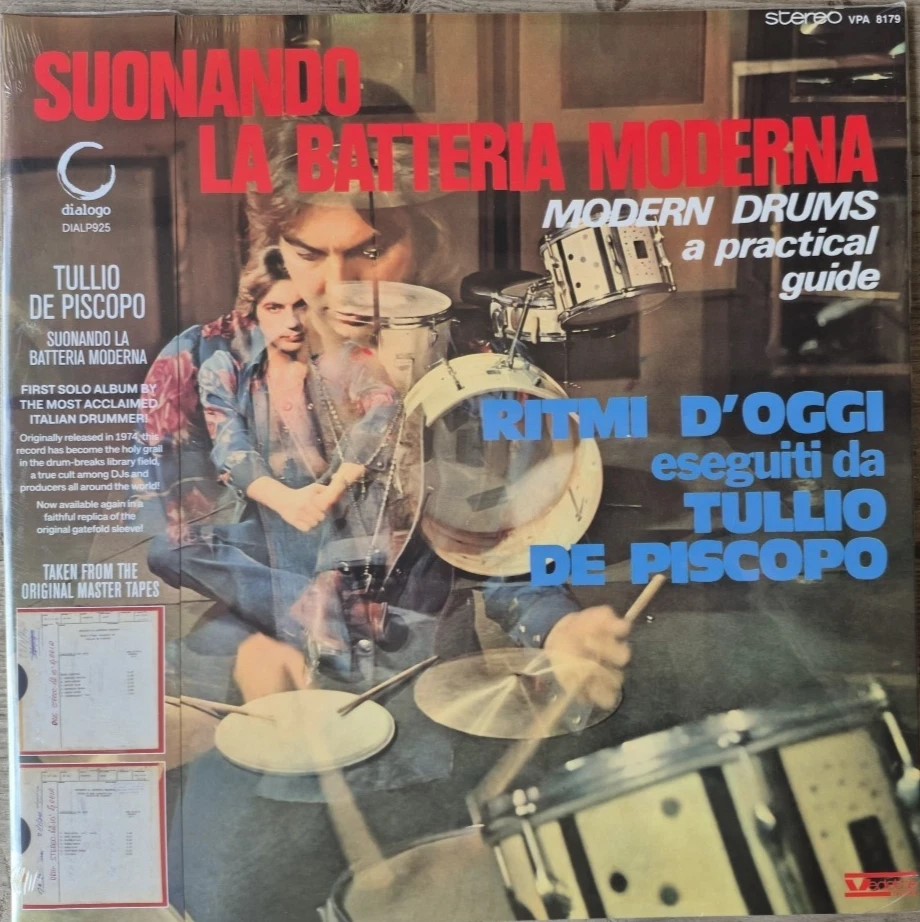 stereo VPA 8179
SUONANDO
LA BATTERIA MODERNA
MODERN DRUMS
a practical
guide
RITMI D'OGGI
eseguiti da
TULLIO
DE PISCOPO
dialogo
DIALP925
TULLIO
DE PISCOPO
SUONANDO LA
BATTERIA MODERNA
FIRST SOLO ALBUM BY
THE MOST ACCLAIMED
ITALIAN DRUMMER!
Originally released in 1974, this
record has become the holy grail
in the drum-breaks library field,
a true cult among DJs and
producers all around the world!
Now available again in a
faithful replica of the
original gatefold sleeve!
TAKEN FROM THE
ORIGINAL MASTER TAPES